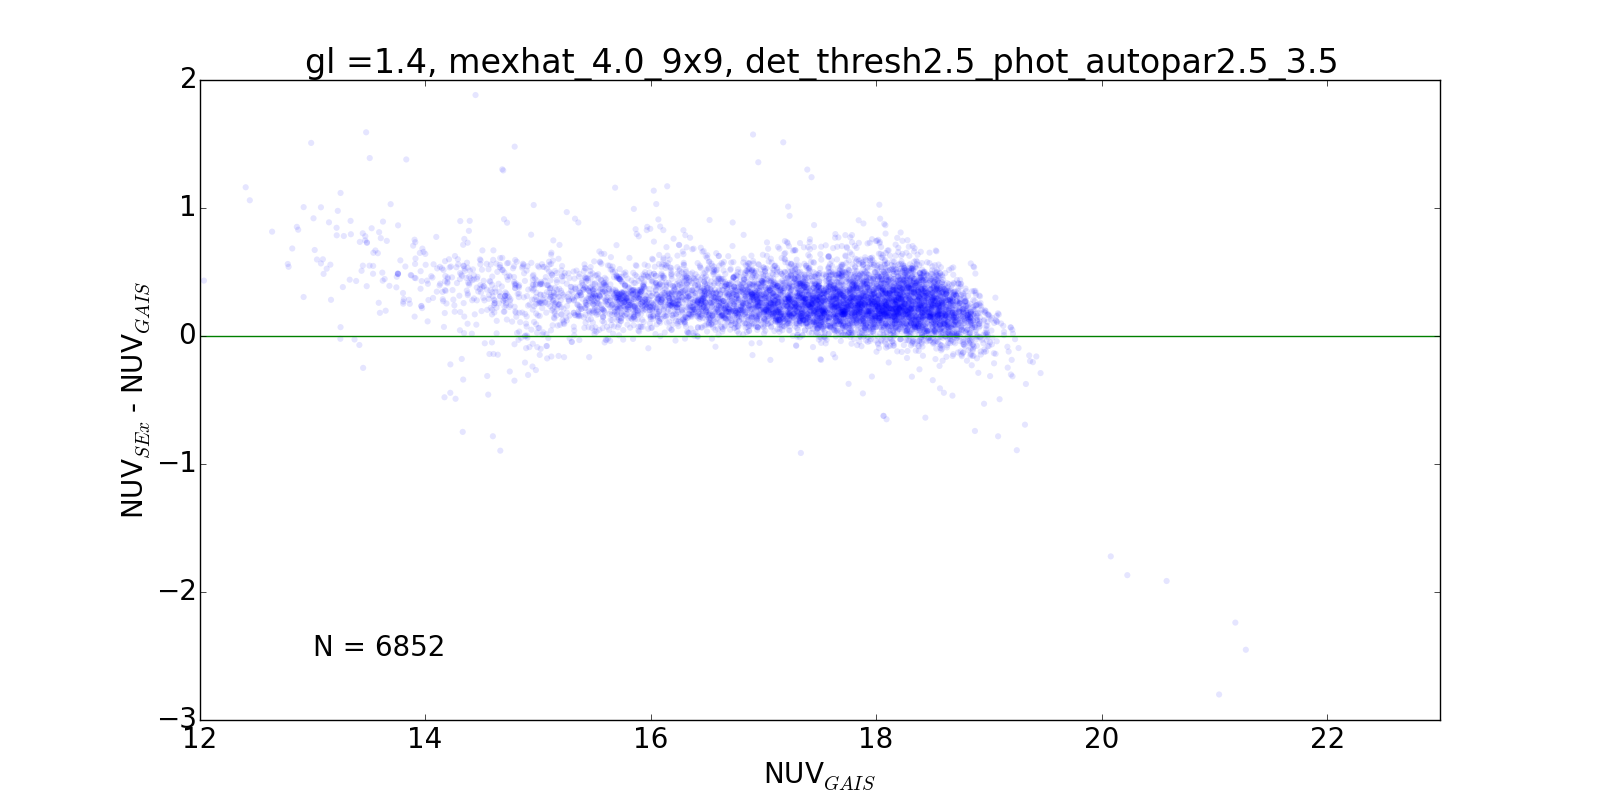 gl =1.4, mexhat_4.0_9x9, det_thresh2.5_phot_autopar2.5_3.5
2
1
0
−1
−2
−3
NUV_SEx - NUV_GAIS
N = 6852
12 14 16 18 20 22
NUV_GAIS